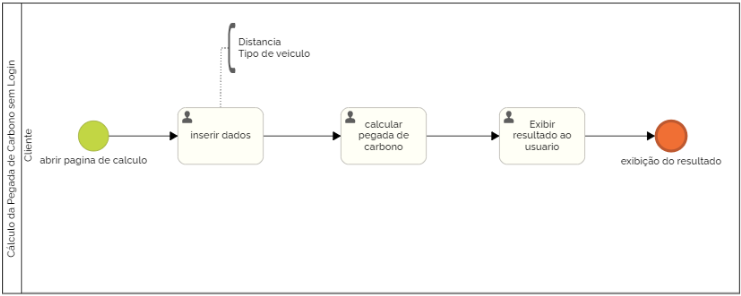 Cálculo da Pegada de Carbono sem Login
Cliente
abrir pagina de calculo
Distancia
Tipo de veiculo
inserir dados
calcular
pegada de
carbono
Exibir
resultado ao
usuario
exibição do resultado